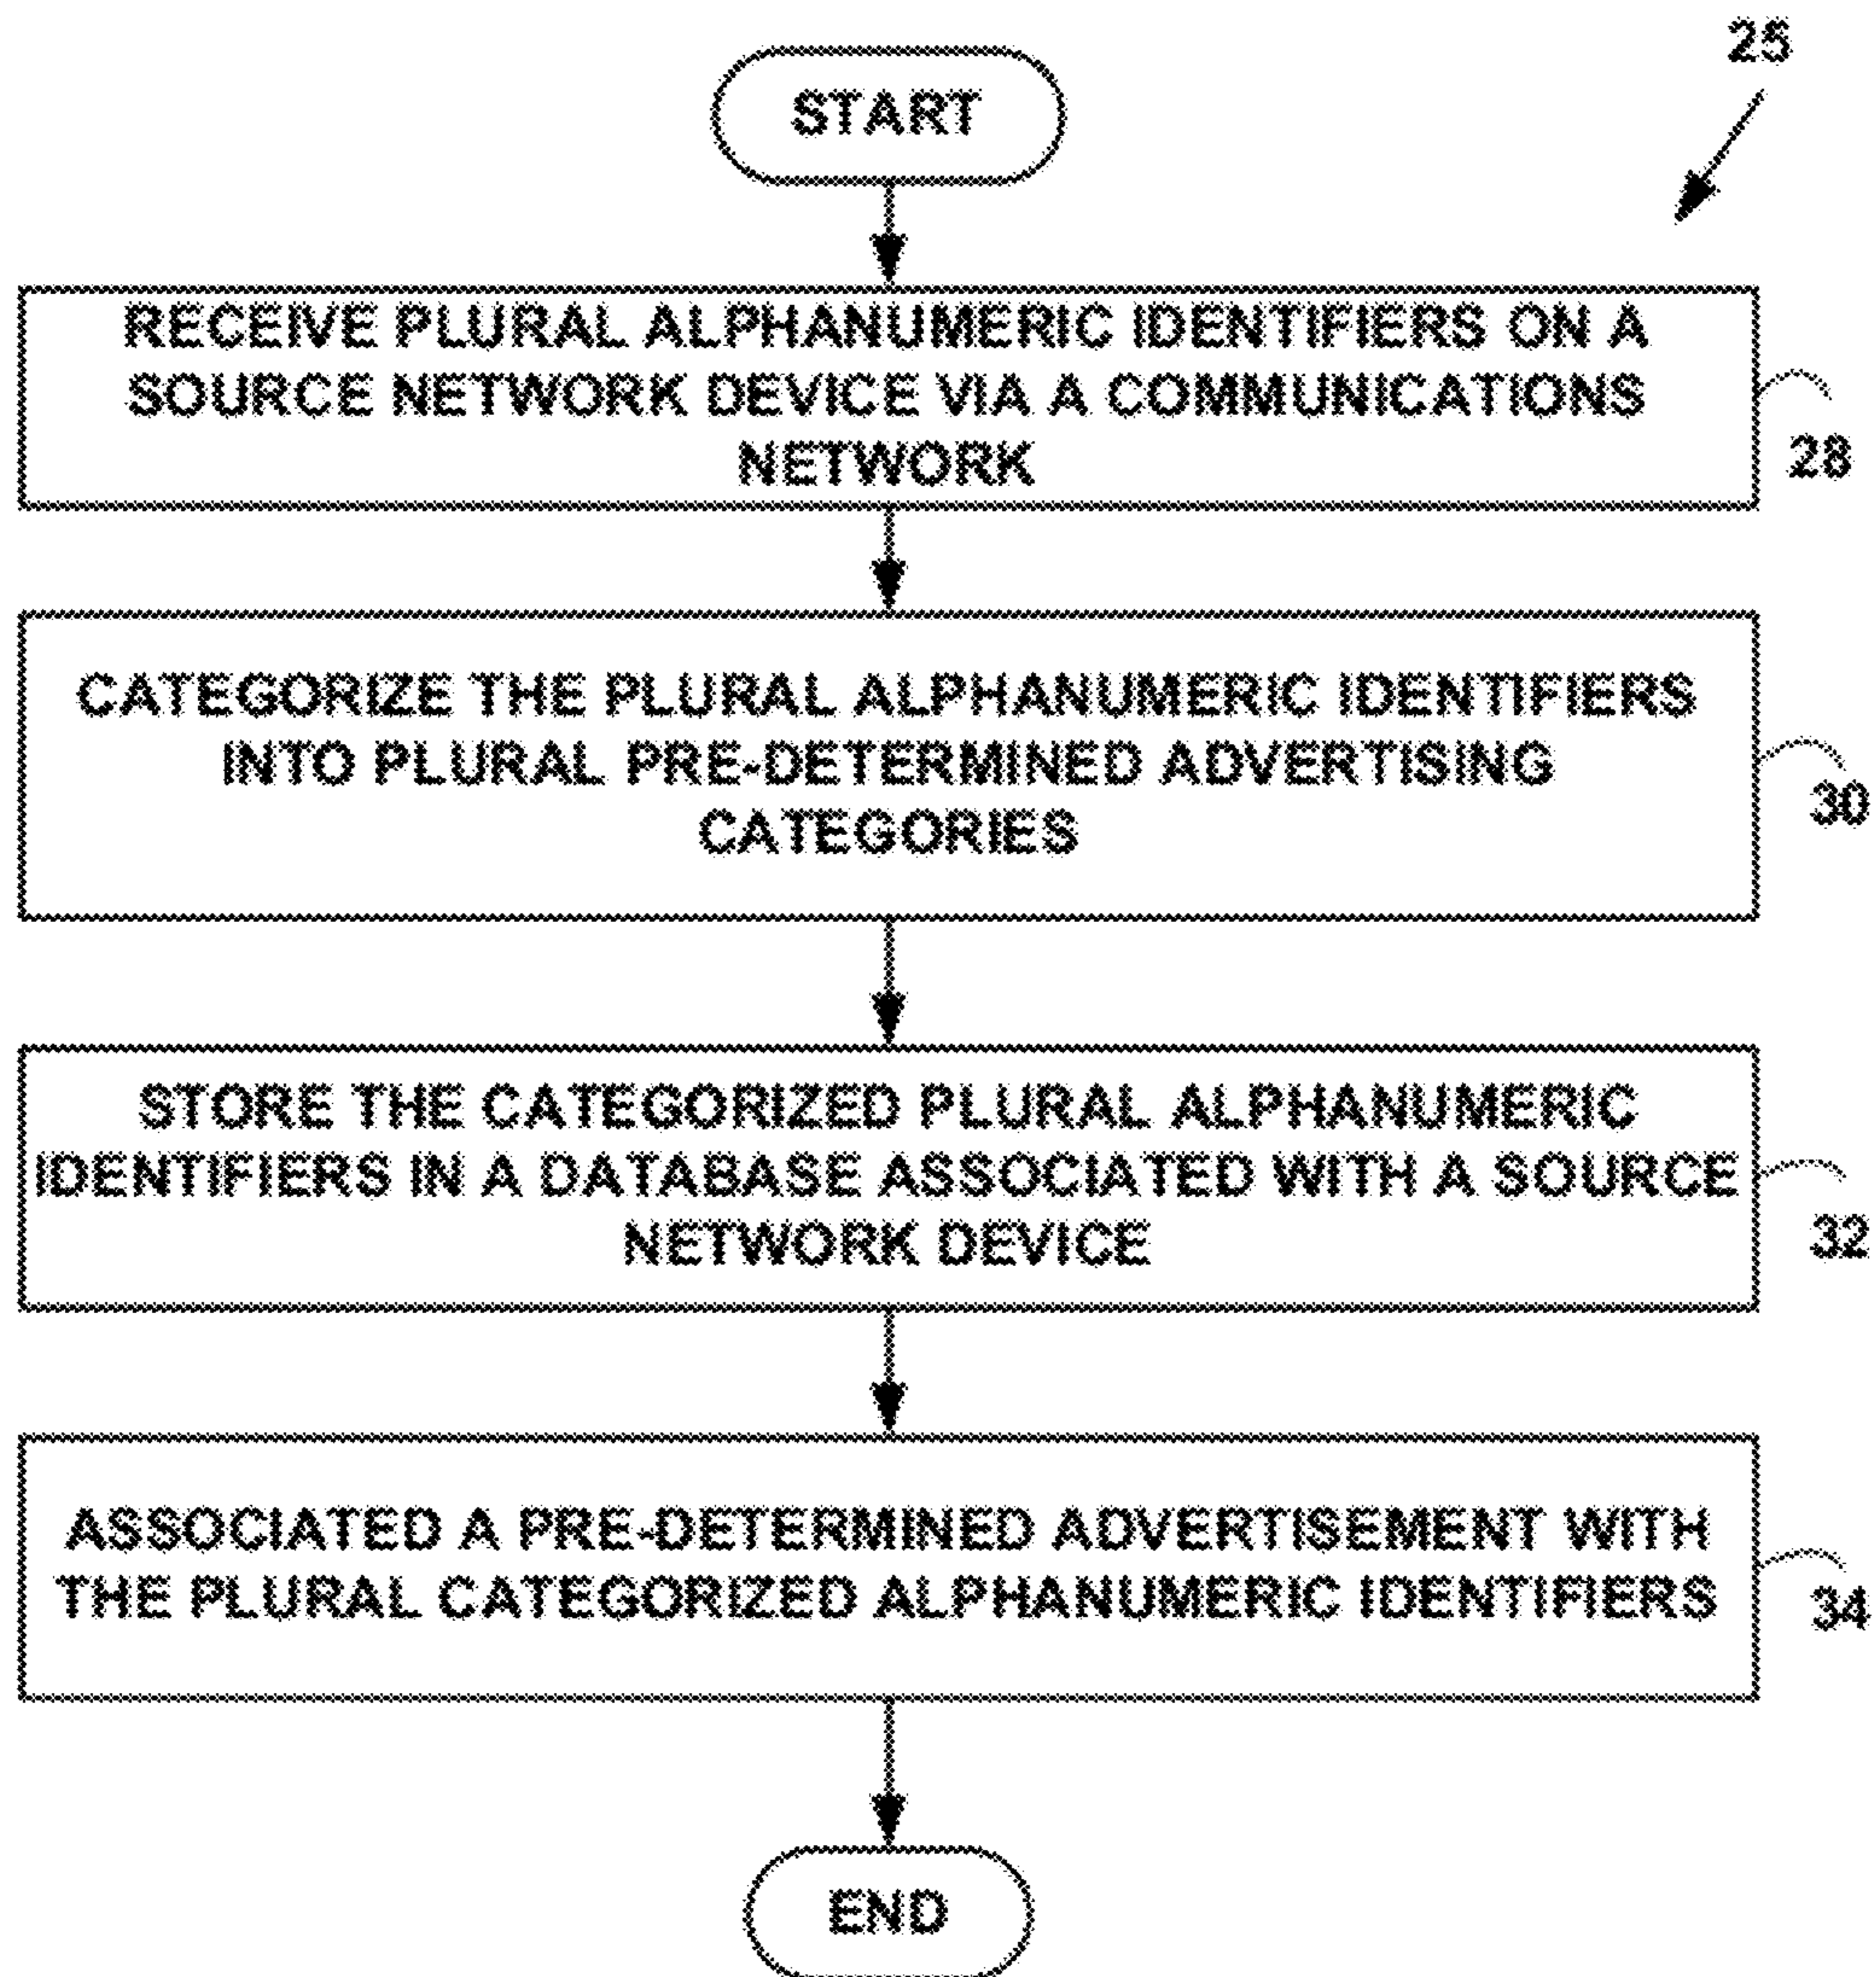 25
START
RECEIVE PLURAL ALPHANUMERIC IDENTIFIERS ON A
SOURCE NETWORK DEVICE VIA A COMMUNICATIONS
NETWORK
28
CATEGORIZE THE PLURAL ALPHANUMERIC IDENTIFIERS
INTO PLURAL PRE-DETERMINED ADVERTISING
CATEGORIES
30
STORE THE CATEGORIZED PLURAL ALPHANUMERIC
IDENTIFIERS IN A DATABASE ASSOCIATED WITH A SOURCE
NETWORK DEVICE
32
ASSOCIATED A PRE-DETERMINED ADVERTISEMENT WITH
THE PLURAL CATEGORIZED ALPHANUMERIC IDENTIFIERS
34
END